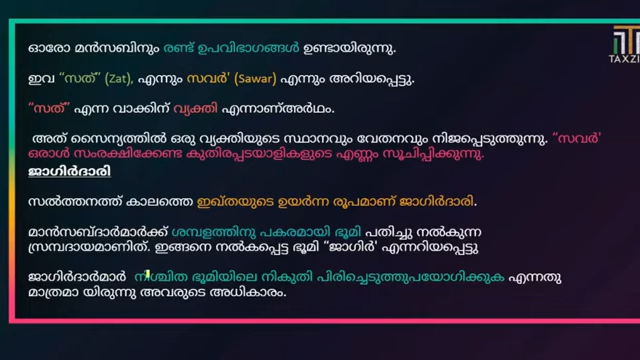 ഓരോ മൻസബിനും രണ്ട് ഉപവിഭാഗങ്ങൾ ഉണ്ടായിരുന്നു.
ഇവ “സത്” (Zat), എന്നും സവർ' (Sawar) എന്നും അറിയപ്പെട്ടു.
“സത്” എന്ന വാക്കിന് വ്യക്തി എന്നാണ്അർഥം.
അത് സൈന്യത്തിൽ ഒരു വ്യക്തിയുടെ സ്ഥാനവും വേതനവും നിജപ്പെടുത്തുന്നു. “സവർ'
ഒരാൾ സംരക്ഷിക്കേണ്ട കുതിരപ്പടയാളികളുടെ എണ്ണം സൂചിപ്പിക്കുന്നു.
ജാഗിർദാരി
സൽത്തനത്ത് കാലത്തെ ഇഖ്തയുടെ ഉയർന്ന രൂപമാണ് ജാഗിർദാരി.
മാൻസബ്ദാർമാർക്ക് ശമ്പളത്തിനു പകരമായി ഭൂമി പതിച്ചു നൽകുന്ന
സ്രമ്പദായമാണിത്. ഇങ്ങനെ നൽകപ്പെട്ട ഭൂമി “ജാഗിർ' എന്നറിയപ്പെട്ടു
ജാഗിർദാർമാർ നിശ്ചിത ഭൂമിയിലെ നികുതി പിരിച്ചെടുത്തുപയോഗിക്കുക എന്നതു
മാത്രമാ യിരുന്നു അവരുടെ അധികാരം.
TAXZI